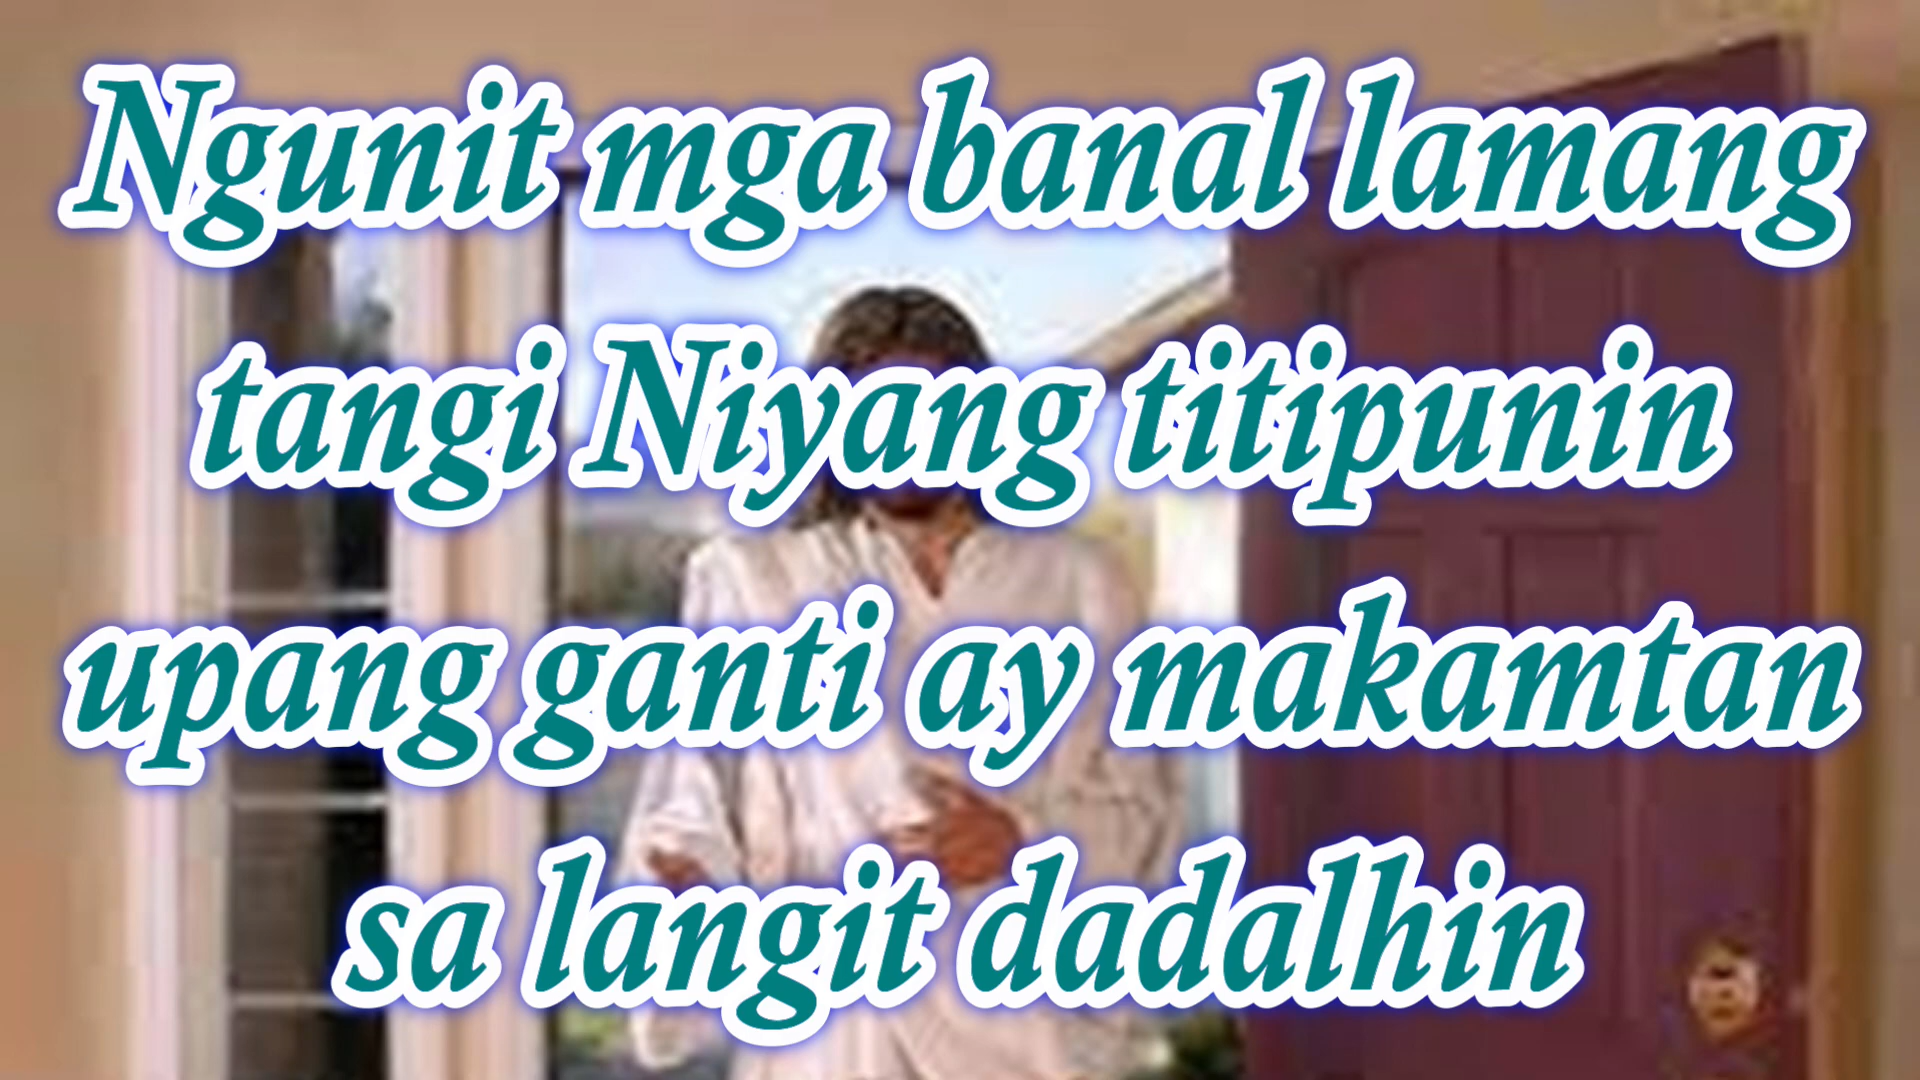 Ngunit mga banal lamang
tangi Niyang titipunin
upang ganti ay makamtan
sa langit dadalhin